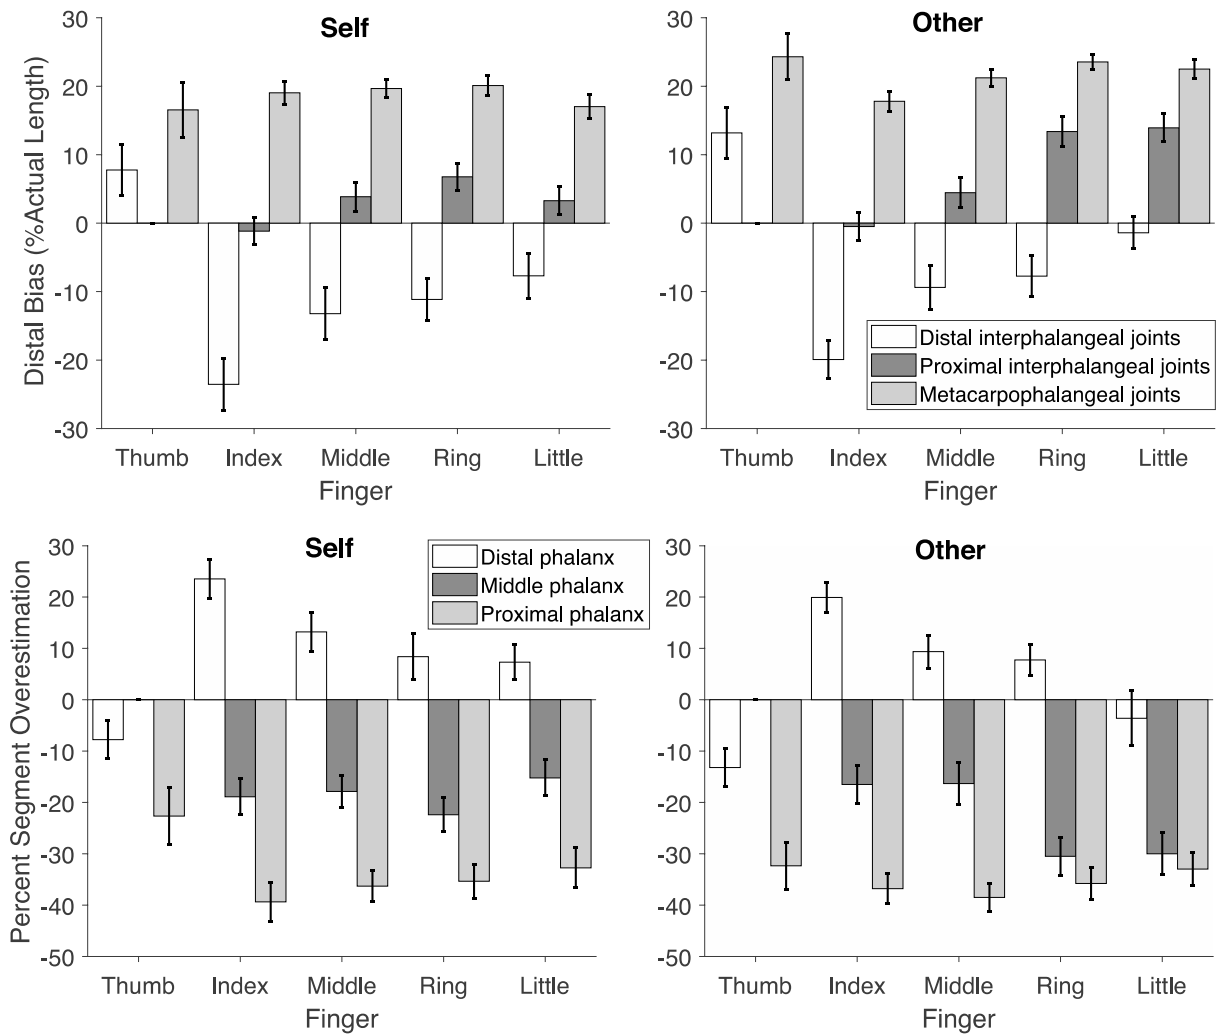 Self
Other
Distal Bias (%Actual Length)
30
20
10
0
-10
-20
-30
Thumb Index Middle Ring Little
Finger
30
20
10
0
-10
-20
-30
Distal interphalangeal joints
Proximal interphalangeal joints
Metacarpophalangeal joints
Thumb Index Middle Ring Little
Finger
Self
Other
Percent Segment Overestimation
30
20
10
0
-10
-20
-30
-40
-50
Distal phalanx
Middle phalanx
Proximal phalanx
Thumb Index Middle Ring Little
Finger
30
20
10
0
-10
-20
-30
-40
-50
Thumb Index Middle Ring Little
Finger